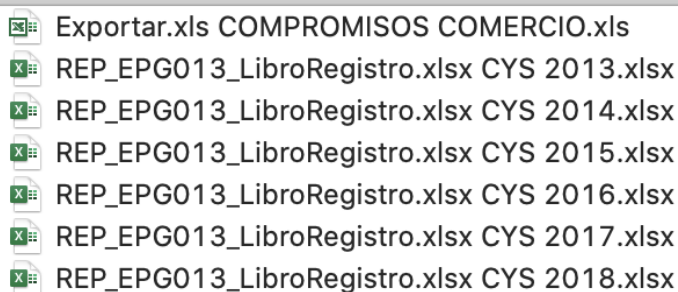 Exportar.xls COMPROMISOS COMERCIO.xls
REP_EPG013_LibroRegistro.xlsx CYS 2013.xlsx
REP_EPG013_LibroRegistro.xlsx CYS 2014.xlsx
REP_EPG013_LibroRegistro.xlsx CYS 2015.xlsx
REP_EPG013_LibroRegistro.xlsx CYS 2016.xlsx
REP_EPG013_LibroRegistro.xlsx CYS 2017.xlsx
REP_EPG013_LibroRegistro.xlsx CYS 2018.xlsx